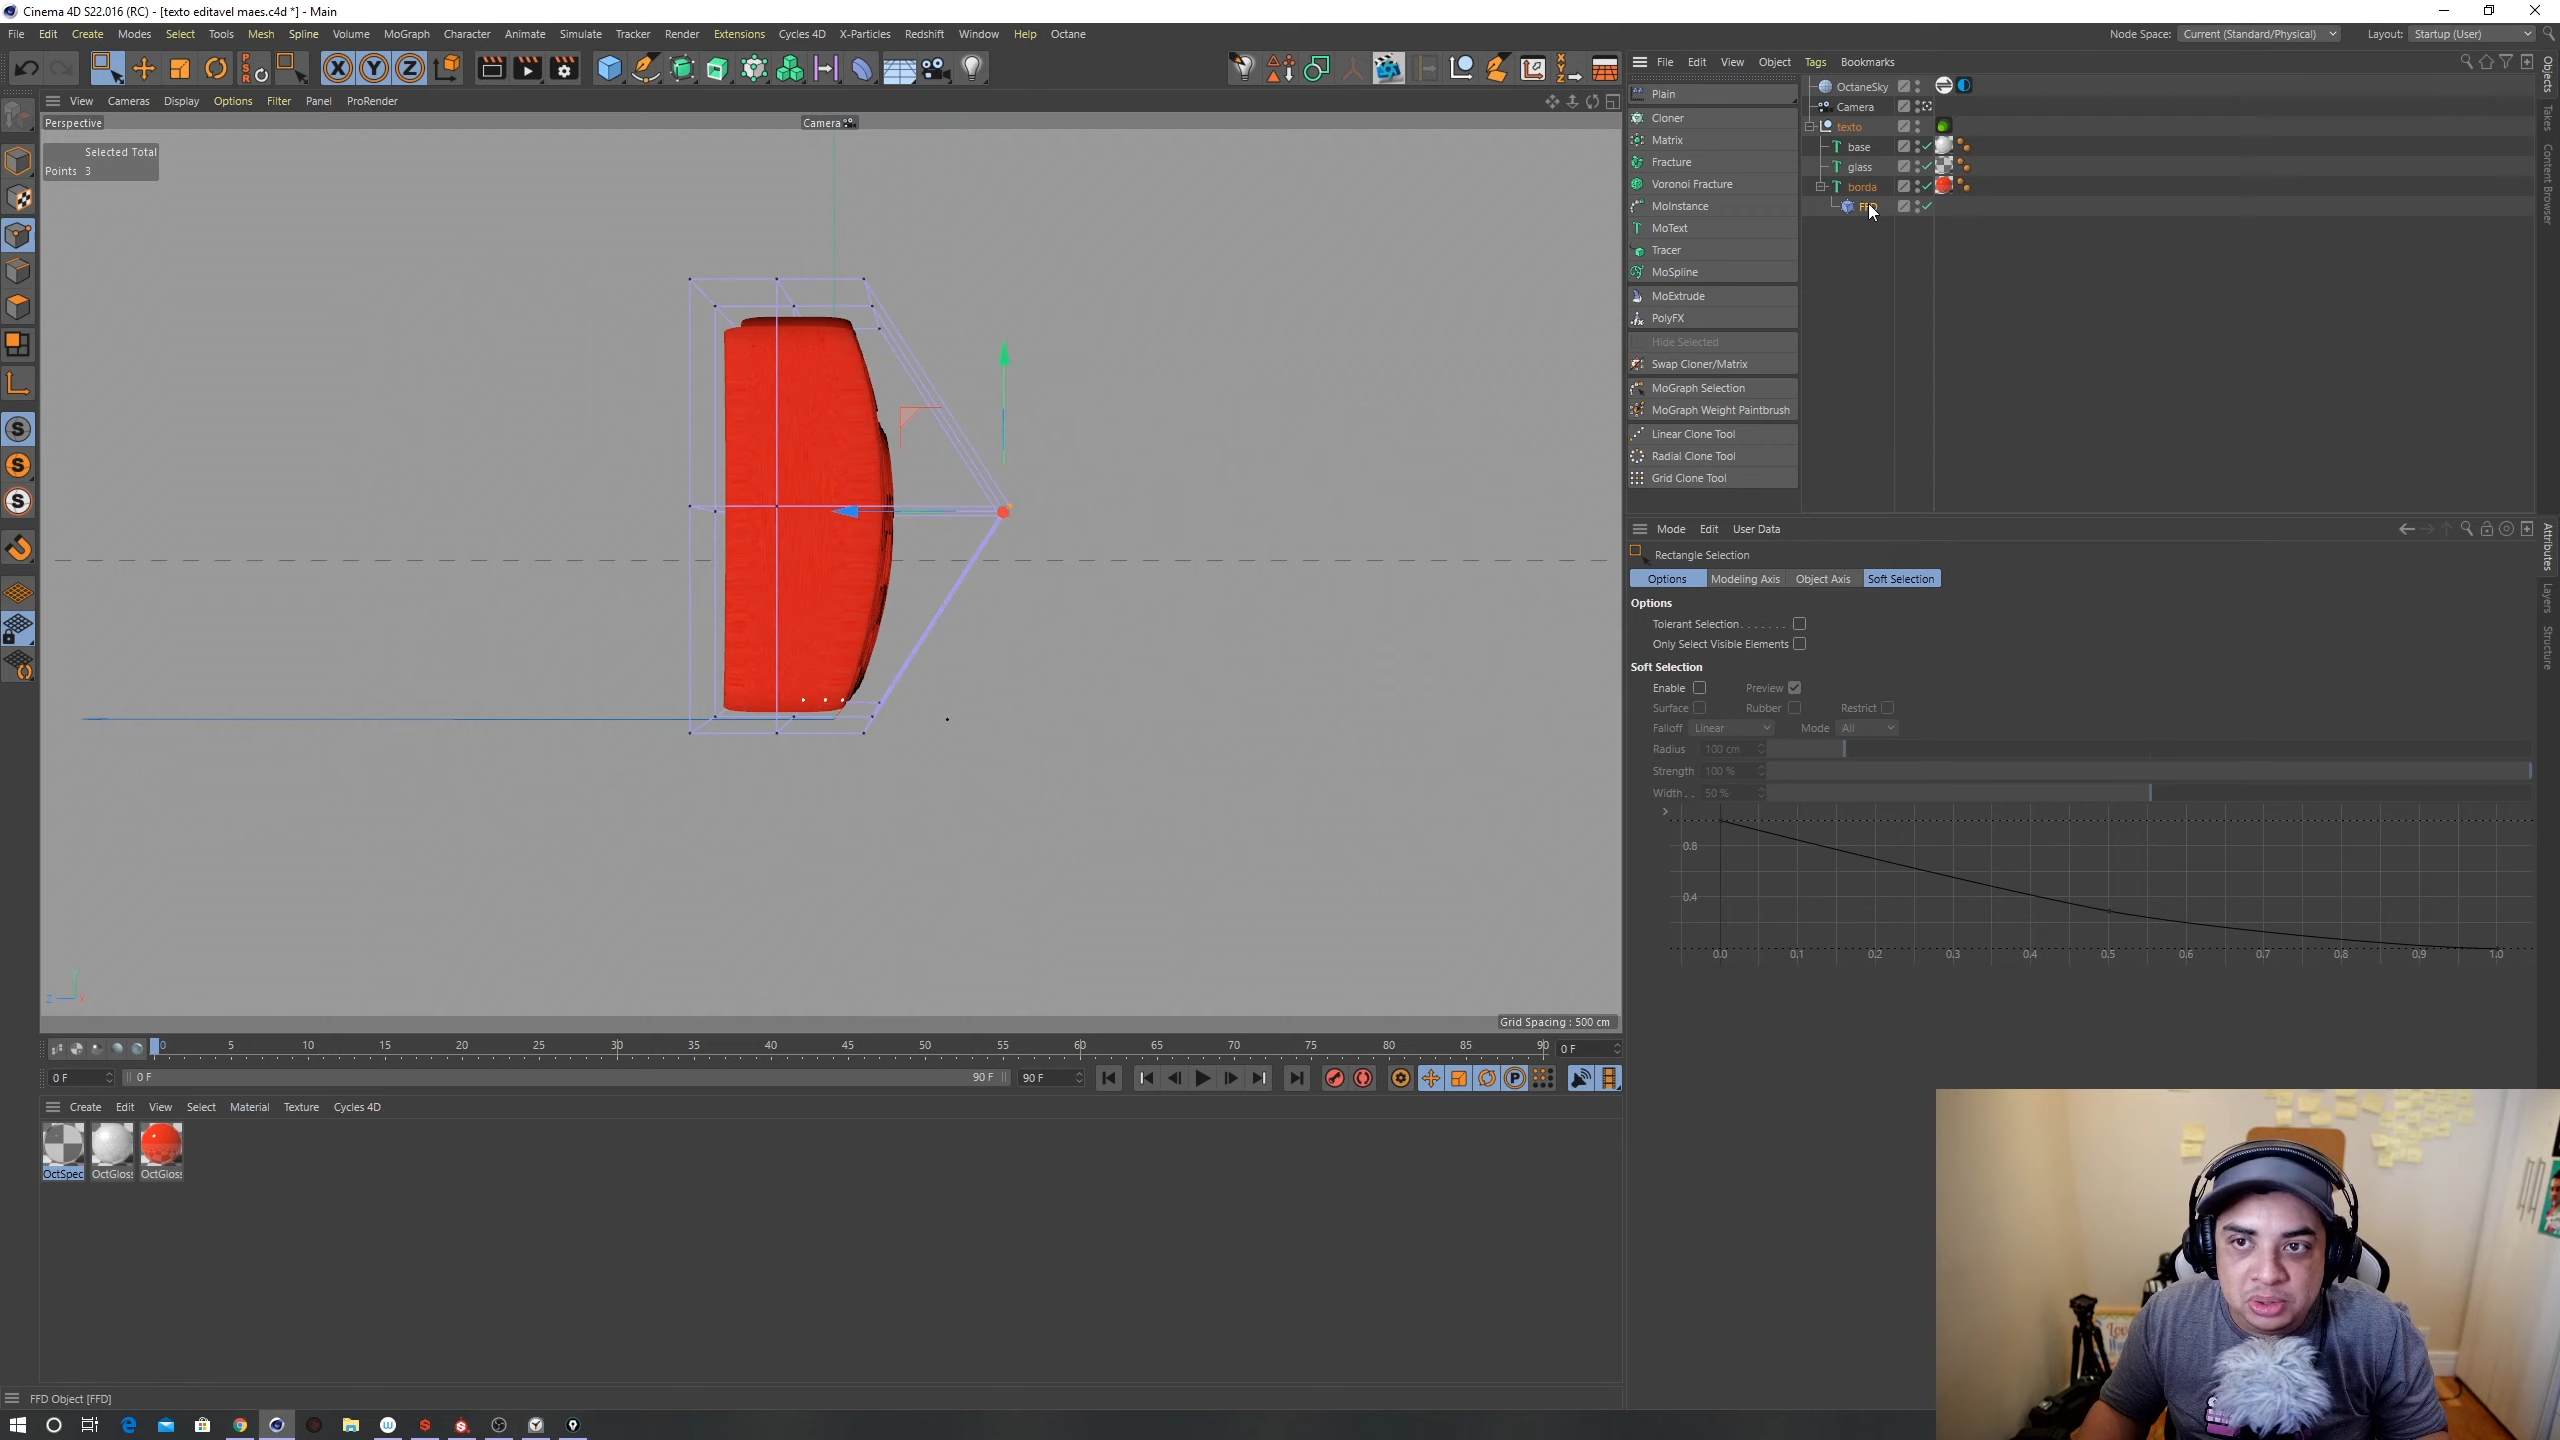 Cinema 4D S22.016 (RC) - [texto editavel maes.c4d *] - Main
File Edit Create Modes Select Tools Mesh Spline Volume MoGraph Character Animate Simulate Tracker Render Extensions Cycles 4D X-Particles Redshift Window Help Octane
Node Space: Current (Standard/Physical) Layout: Startup (User)
File Edit View Object Tags Bookmarks
View Cameras Display Options Filter Panel ProRender
Perspective
Camera
Selected Total
Points 3
Plain
Cloner
Matrix
Fracture
Voronoi Fracture
MoInstance
MoText
Tracer
MoSpline
MoExtrude
PolyFX
Hide Selected
Swap Cloner/Matrix
MoGraph Selection
MoGraph Weight Paintbrush
Linear Clone Tool
Radial Clone Tool
Grid Clone Tool
OctaneSky
Camera
texto
base
glass
borda
FFD
Objects
Takes
Content Browser
Mode Edit User Data
Rectangle Selection
Options Modeling Axis Object Axis Soft Selection
Options
Tolerant Selection
Only Select Visible Elements
Soft Selection
Enable Preview
Surface Rubber Restrict
Falloff Linear Mode All
Radius 100 cm
Strength 100 %
Width 50 %
0.8
0.4
0.0 0.1 0.2 0.3 0.4 0.5 0.6 0.7 0.8 0.9 1.0
Attributes
Layers
Structure
Y
Z X
Grid Spacing : 500 cm
0 5 10 15 20 25 30 35 40 45 50 55 60 65 70 75 80 85 90 0 F
0 F 0 F 90 F 90 F
Create Edit View Select Material Texture Cycles 4D
OctSpec OctGloss OctGloss
FFD Object [FFD]